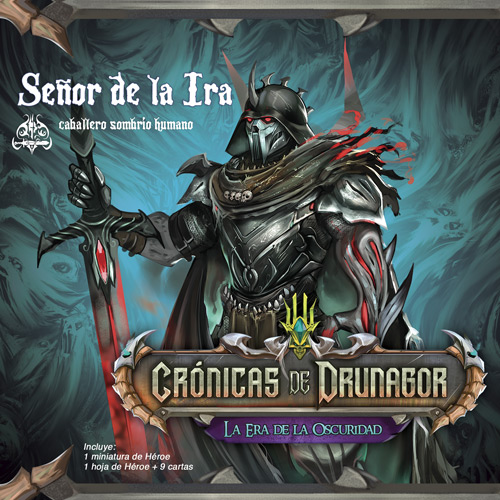 Señor de la Ira
caballero sombrío humano
CRÓNICAS DE DRUNAGOR
LA ERA DE LA OSCURIDAD
Incluye:
1 miniatura de Héroe
1 hoja de Héroe + 9 cartas